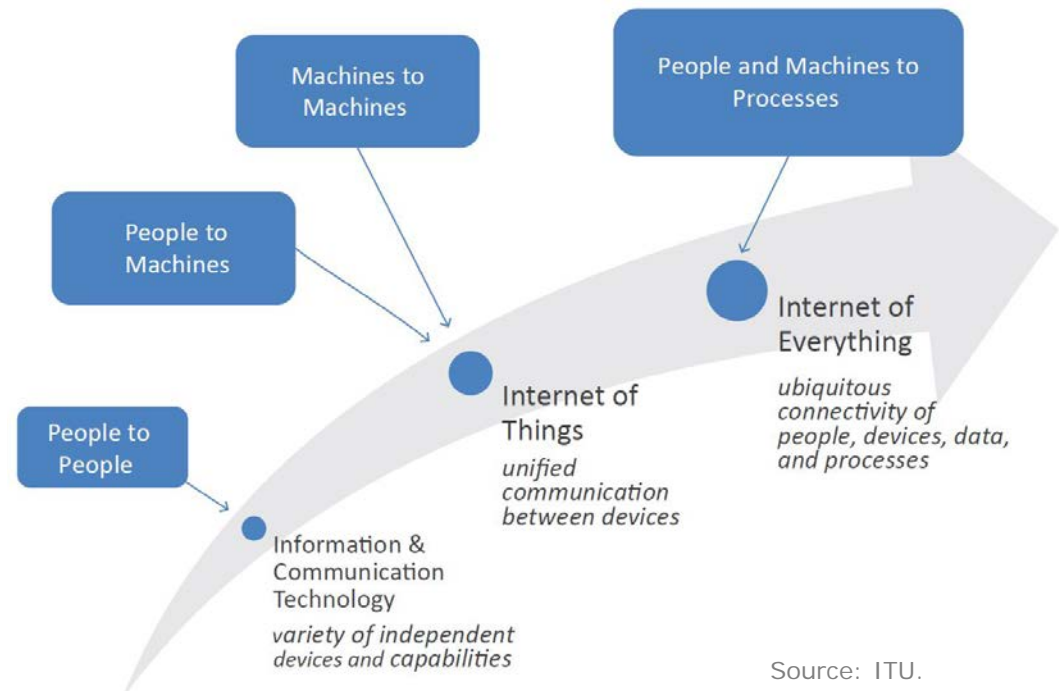 Machines to
Machines
People and Machines to
Processes
People to
Machines
Internet of
Everything
ubiquitous
connectivity of
people, devices, data,
and processes
Internet of
Things
unified
communication
between devices
People to
People
Information &
Communication
Technology
variety of independent
devices and capabilities
Source: ITU.